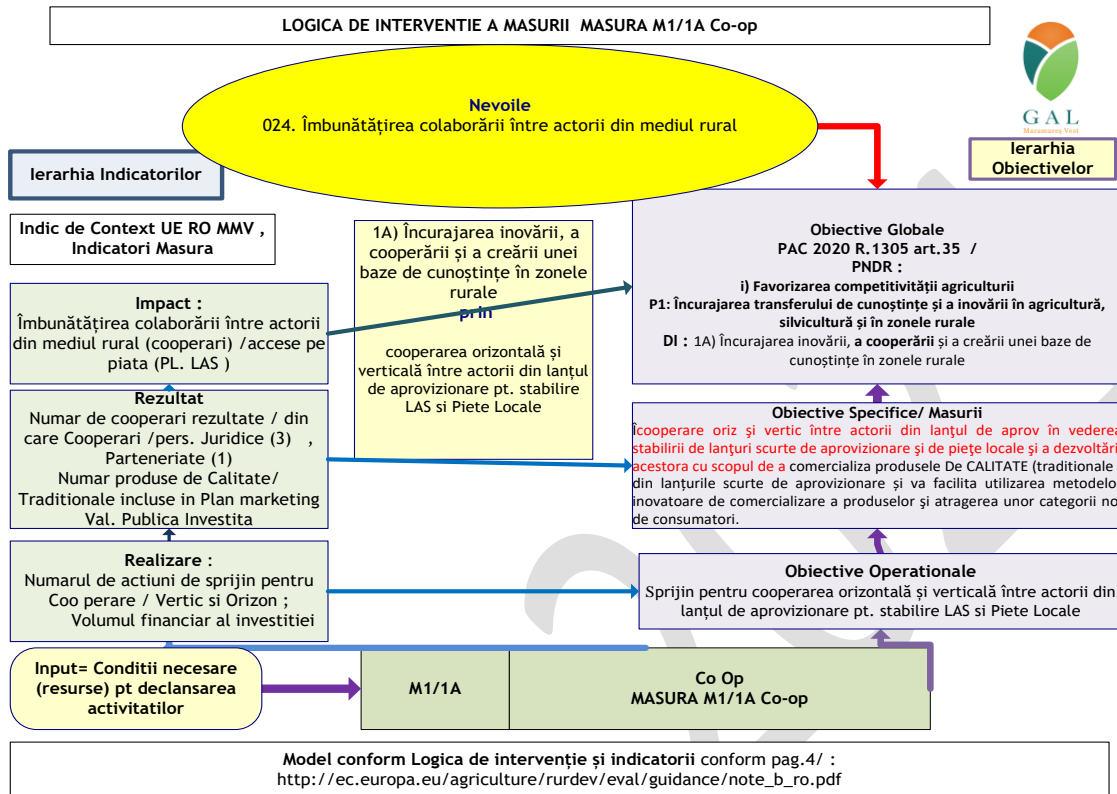 LOGICA DE INTERVENTIE A MASURII MASURA M1/1A Co-op
Nevoile
024. Îmbunătățirea colaborării între actorii din mediul rural
GAL
Maramureș Vest
Ierarhia Indicatorilor
Ierarhia
Obiectivelor
Indic de Context UE RO MMV ,
Indicatori Masura
1A) Încurajarea inovării, a
cooperării și a creării unei
baze de cunoștințe în zonele
rurale
prin
cooperarea orizontală și
verticală între actorii din lanțul
de aprovizionare pt. stabilire
LAS si Piete Locale
Obiective Globale
PAC 2020 R.1305 art.35 /
PNDR :
i) Favorizarea competitivității agriculturii
P1: Încurajarea transferului de cunoștințe și a inovării în agricultură,
silvicultură și în zonele rurale
DI : 1A) Încurajarea inovării, a cooperării și a creării unei baze de
cunoștințe în zonele rurale
Impact :
Îmbunătățirea colaborării între actorii
din mediul rural (cooperari) /accese pe
piata (PL. LAS )
Rezultat
Numar de cooperari rezultate / din
care Cooperari /pers. Juridice (3) ,
Parteneriate (1)
Numar produse de Calitate/
Traditionale incluse in Plan marketing
Val. Publica Investita
Obiective Specifice/ Masurii
Icooperare oriz şi vertic între actorii din lanţul de aprov în vederea
stabilirii de lanţuri scurte de aprovizionare şi de pieţe locale şi a dezvoltări
acestora cu scopul de a comercializa produsele De CALITATE (traditionale
din lanțurile scurte de aprovizionare și va facilita utilizarea metodelo
inovatoare de comercializare a produselor şi atragerea unor categorii no
de consumatori.
Realizare :
Numarul de actiuni de sprijin pentru
Coo perare / Vertic si Orizon ;
Volumul financiar al investitiei
Obiective Operationale
Sprijin pentru cooperarea orizontală și verticală între actorii din
lanțul de aprovizionare pt. stabilire LAS si Piete Locale
Input= Conditii necesare
(resurse) pt declansarea
activitatilor
M1/1A
Co Op
MASURA M1/1A Co-op
Model conform Logica de intervenție și indicatorii conform pag.4/ :
http://ec.europa.eu/agriculture/rurdev/eval/guidance/note_b_ro.pdf